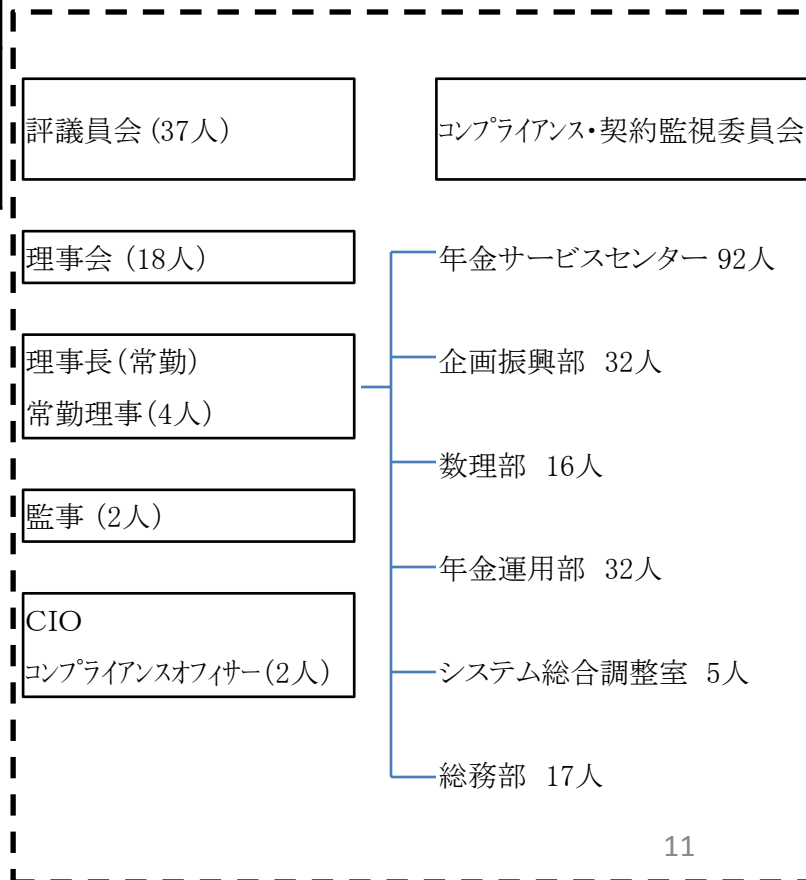 評議員会 (37人)
コンプライアンス・契約監視委員会
理事会 (18人)
理事長(常勤)
常勤理事(4人)
監事 (2人)
CIO
コンプライアンスオフィサー(2人)
年金サービスセンター 92人
企画振興部 32人
数理部 16人
年金運用部 32人
システム総合調整室 5人
総務部 17人
11